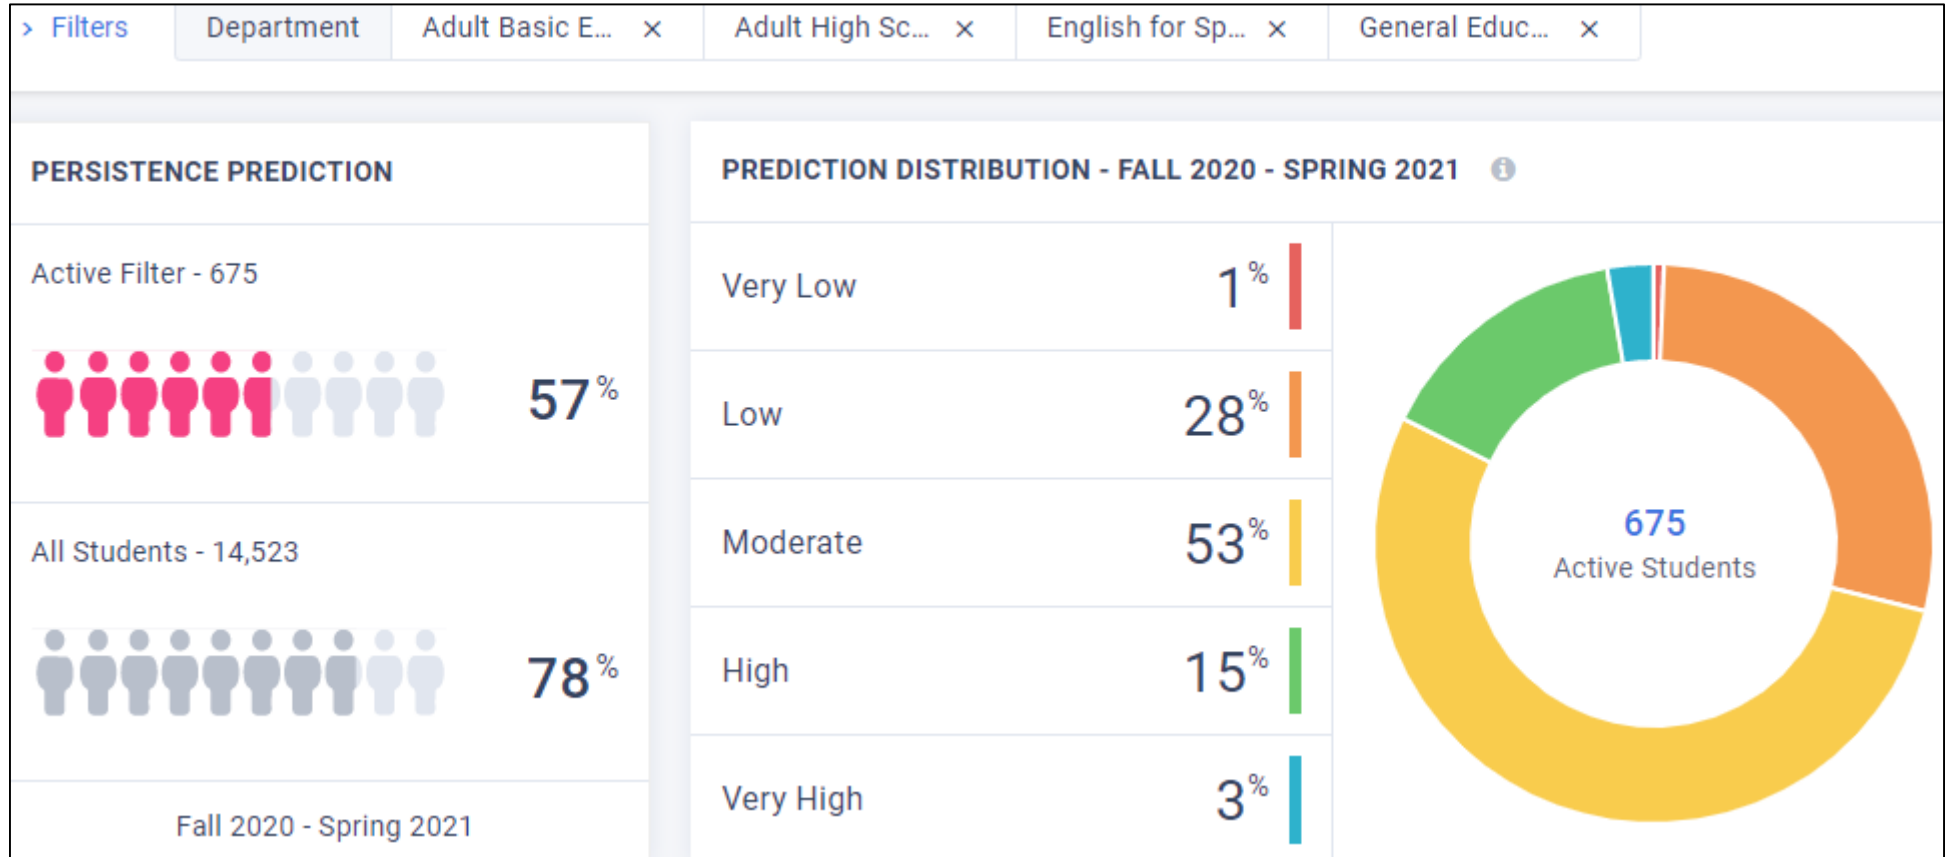 › Filters Department Adult Basic E... × Adult High Sc... × English for Sp... × General Educ... ×
PERSISTENCE PREDICTION
Active Filter - 675
57%
All Students - 14,523
78%
Fall 2020 - Spring 2021
PREDICTION DISTRIBUTION - FALL 2020 - SPRING 2021
Very Low 1%
Low 28%
Moderate 53%
High 15%
Very High 3%
675
Active Students